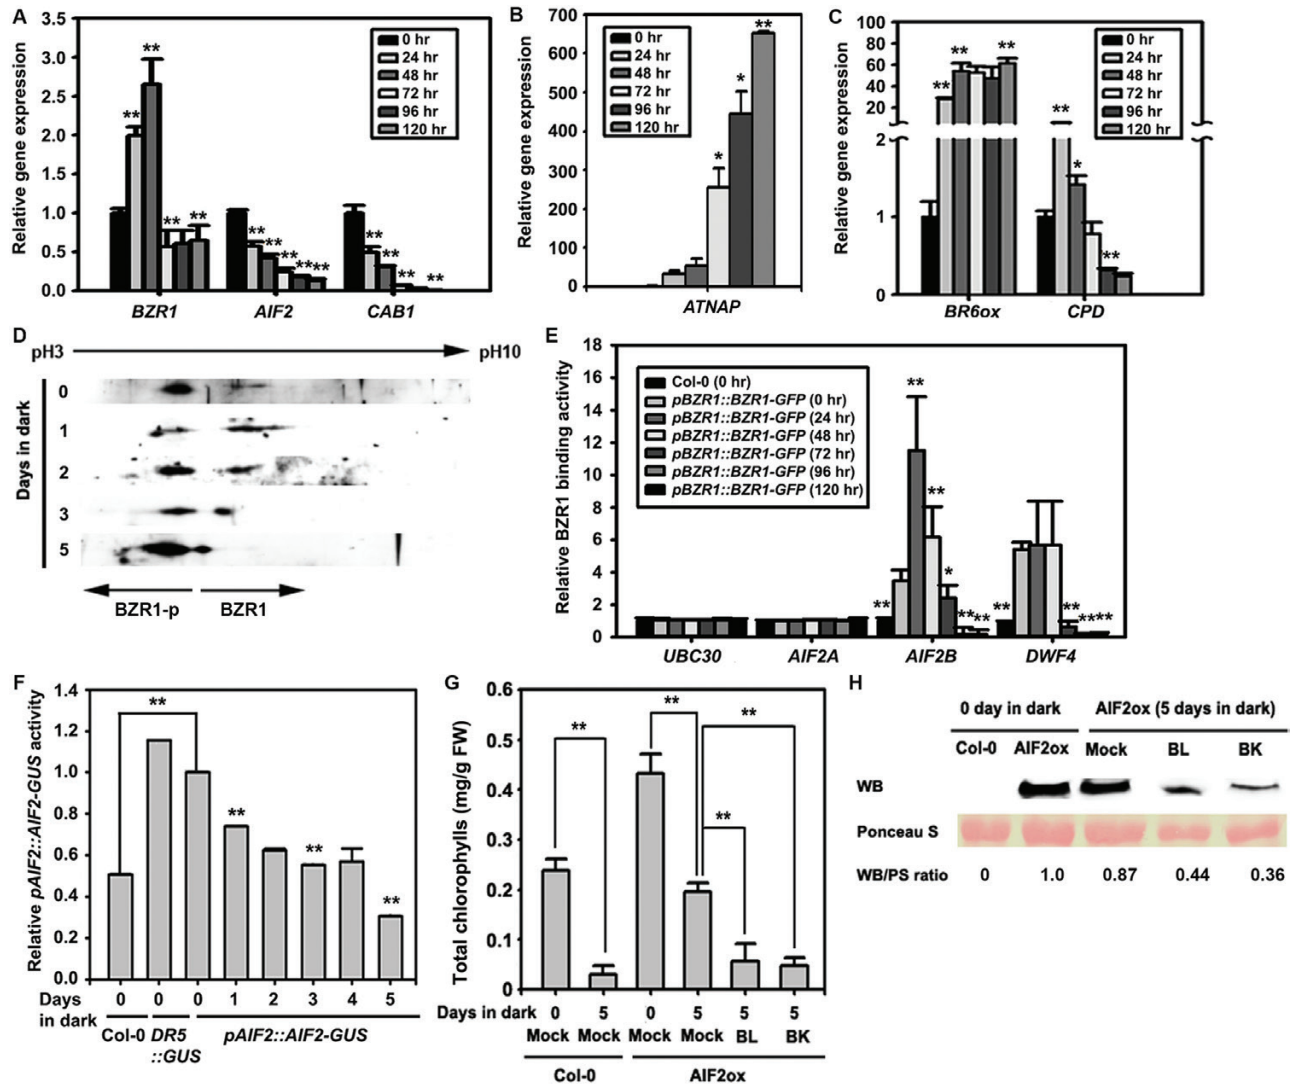 A
Relative gene expression
3.5
3.0
2.5
2.0
1.5
1.0
0.5
0.0
0 hr
24 hr
48 hr
72 hr
96 hr
120 hr
**
**
**
**
**
**
**
**
**
**
**
**
**
BZR1
AIF2
CAB1
B
Relative gene expression
700
600
500
400
300
200
100
0
0 hr
24 hr
48 hr
72 hr
96 hr
120 hr
*
*
**
ATNAP
C
Relative gene expression
100
80
60
40
20
2
1
0
0 hr
24 hr
48 hr
72 hr
96 hr
120 hr
**
**
**
**
*
**
BR6ox
CPD
D
pH3
pH10
Days in dark
0
1
2
3
5
BZR1-p
BZR1
E
Relative BZR1 binding activity
18
16
14
12
10
8
6
4
2
0
Col-0 (0 hr)
pBZR1::BZR1-GFP (0 hr)
pBZR1::BZR1-GFP (24 hr)
pBZR1::BZR1-GFP (48 hr)
pBZR1::BZR1-GFP (72 hr)
pBZR1::BZR1-GFP (96 hr)
pBZR1::BZR1-GFP (120 hr)
**
**
**
*
**
**
**
**
**
**
UBC30
AIF2A
AIF2B
DWF4
F
Relative pAIF2::AIF2-GUS activity
1.4
1.2
1.0
0.8
0.6
0.4
0.2
0.0
**
**
**
**
Days in dark
0 0 0 1 2 3 4 5
Col-0
DR5
::GUS
pAIF2::AIF2-GUS
G
Total chlorophylls (mg/g FW)
0.6
0.5
0.4
0.3
0.2
0.1
0
**
**
**
**
Days in dark 0 5 0 5 5 5
Mock Mock Mock Mock BL BK
Col-0
AIF2ox
H
0 day in dark
AIF2ox (5 days in dark)
Col-0 AIF2ox Mock BL BK
WB
Ponceau S
WB/PS ratio 0 1.0 0.87 0.44 0.36